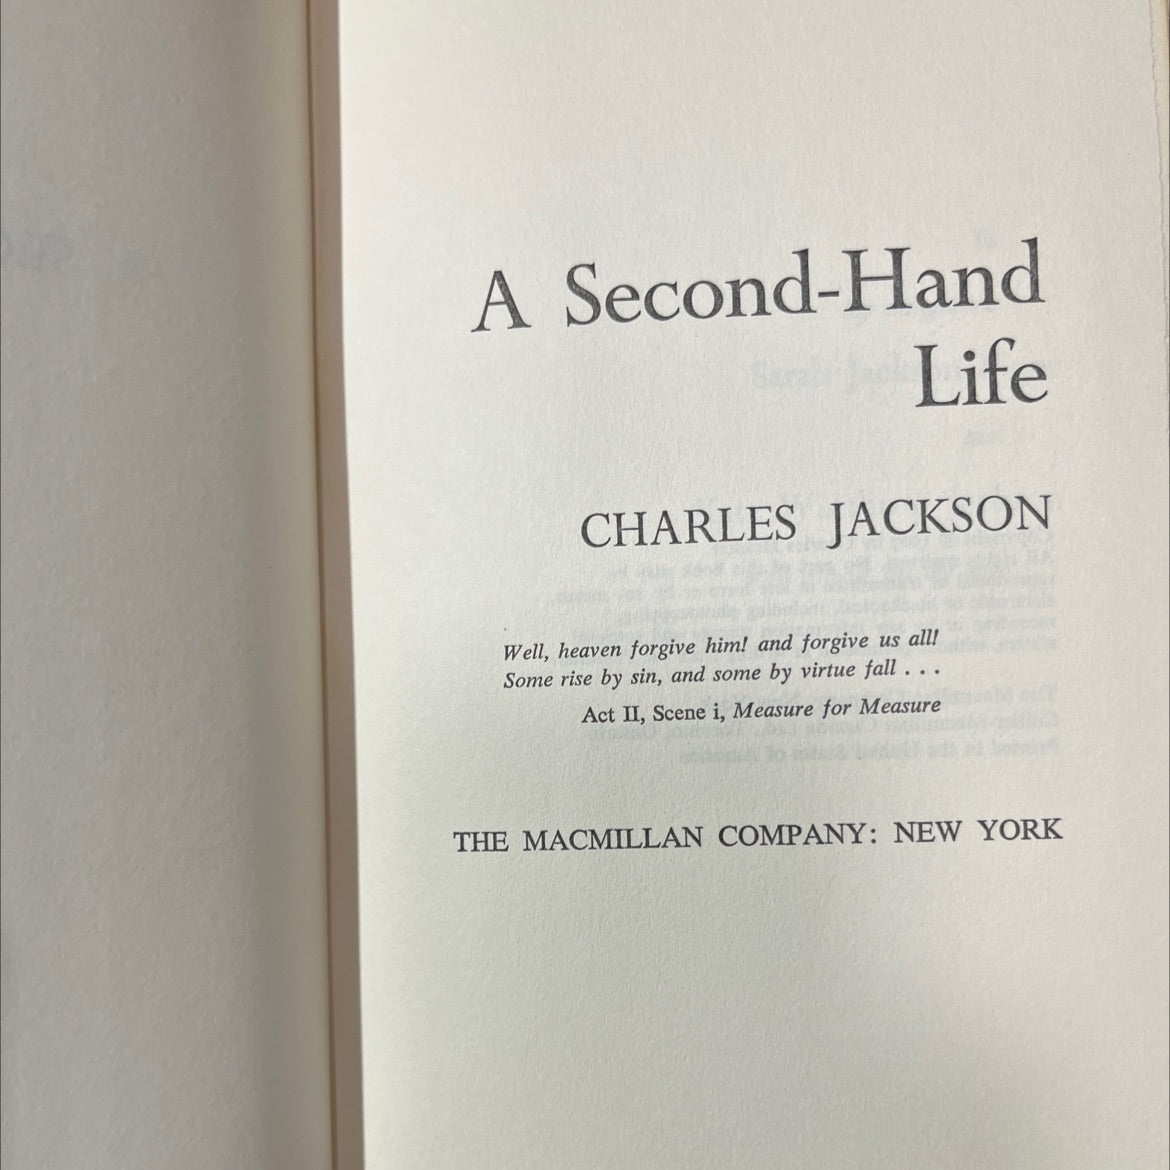 A Second-Hand
Life
CHARLES JACKSON
Well, heaven forgive him! and forgive us all!
Some rise by sin, and some by virtue fall . . .
Act II, Scene i, Measure for Measure
THE MACMILLAN COMPANY: NEW YORK